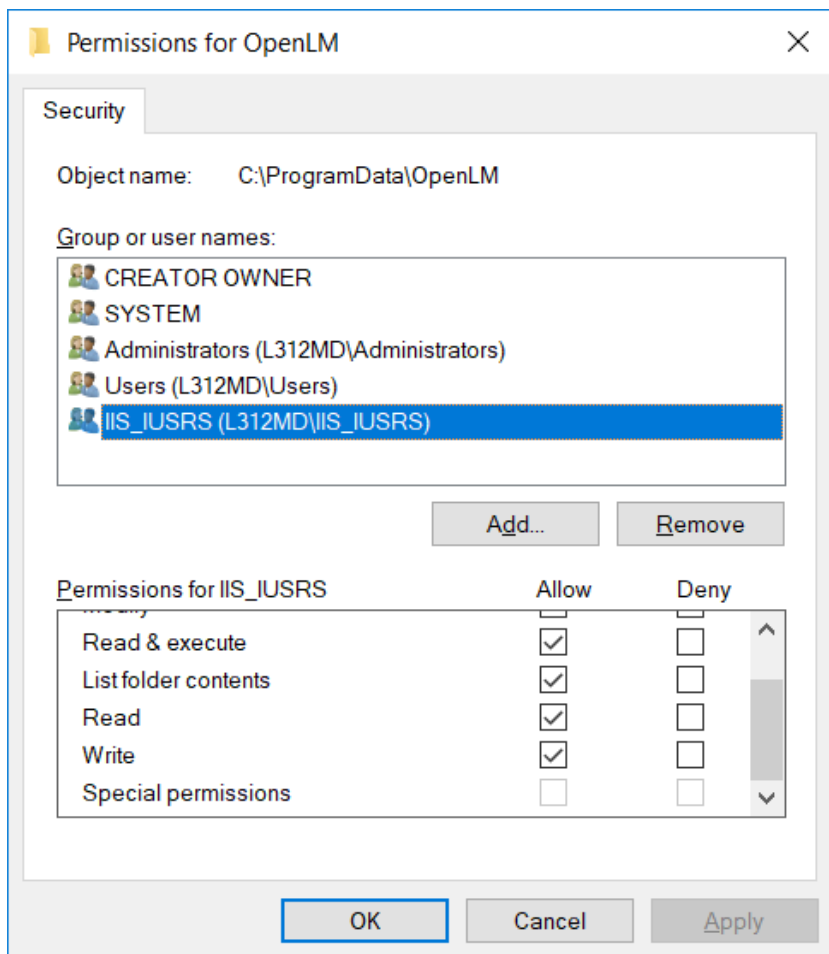 Permissions for OpenLM
Security
Object name: C:\ProgramData\OpenLM
Group or user names:
CREATOR OWNER
SYSTEM
Administrators (L312MD\Administrators)
Users (L312MD\Users)
IIS_IUSRS (L312MD\IIS_IUSRS)
Add... Remove
Permissions for IIS_IUSRS Allow Deny
Read & execute
List folder contents
Read
Write
Special permissions
OK Cancel Apply